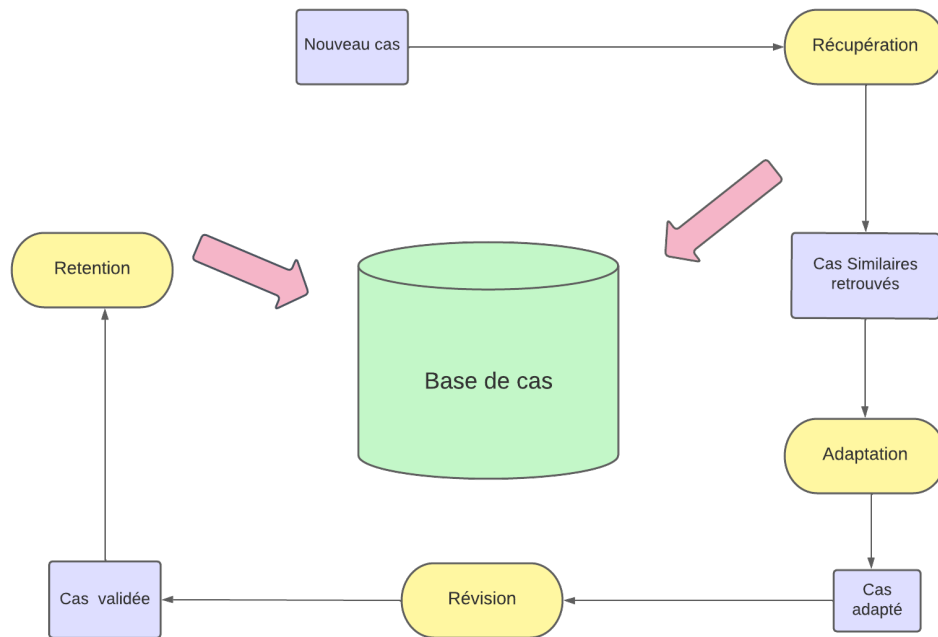 Nouveau cas
Récupération
Retention
Cas Similaires
retrouvés
Base de cas
Adaptation
Cas validée
Révision
Cas
adapté